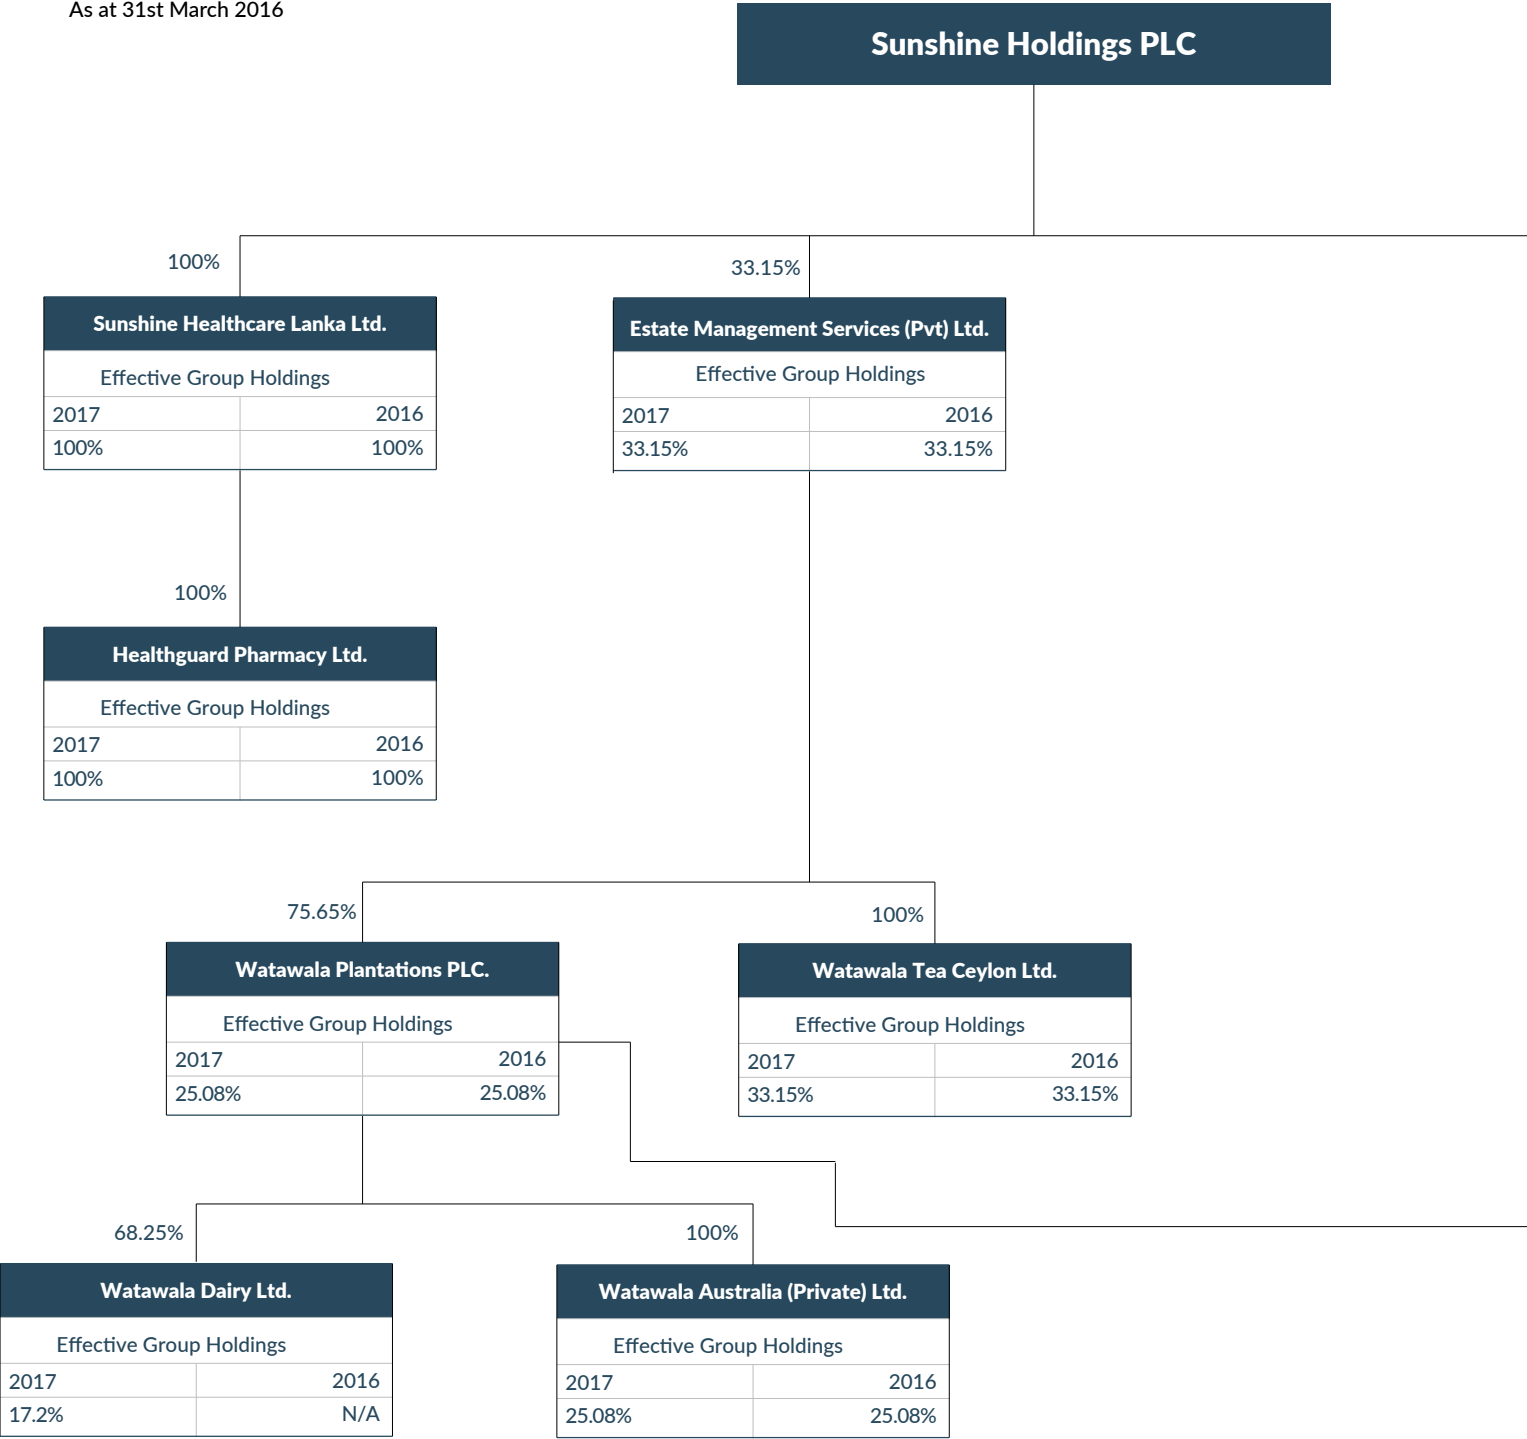 As at 31st March 2016
Sunshine Holdings PLC
100%
33.15%
Sunshine Healthcare Lanka Ltd.
Effective Group Holdings
2017 2016
100% 100%
Estate Management Services (Pvt) Ltd.
Effective Group Holdings
2017 2016
33.15% 33.15%
100%
Healthguard Pharmacy Ltd.
Effective Group Holdings
2017 2016
100% 100%
75.65%
100%
Watawala Plantations PLC.
Effective Group Holdings
2017 2016
25.08% 25.08%
Watawala Tea Ceylon Ltd.
Effective Group Holdings
2017 2016
33.15% 33.15%
68.25%
100%
Watawala Dairy Ltd.
Effective Group Holdings
2017 2016
17.2% N/A
Watawala Australia (Private) Ltd.
Effective Group Holdings
2017 2016
25.08% 25.08%